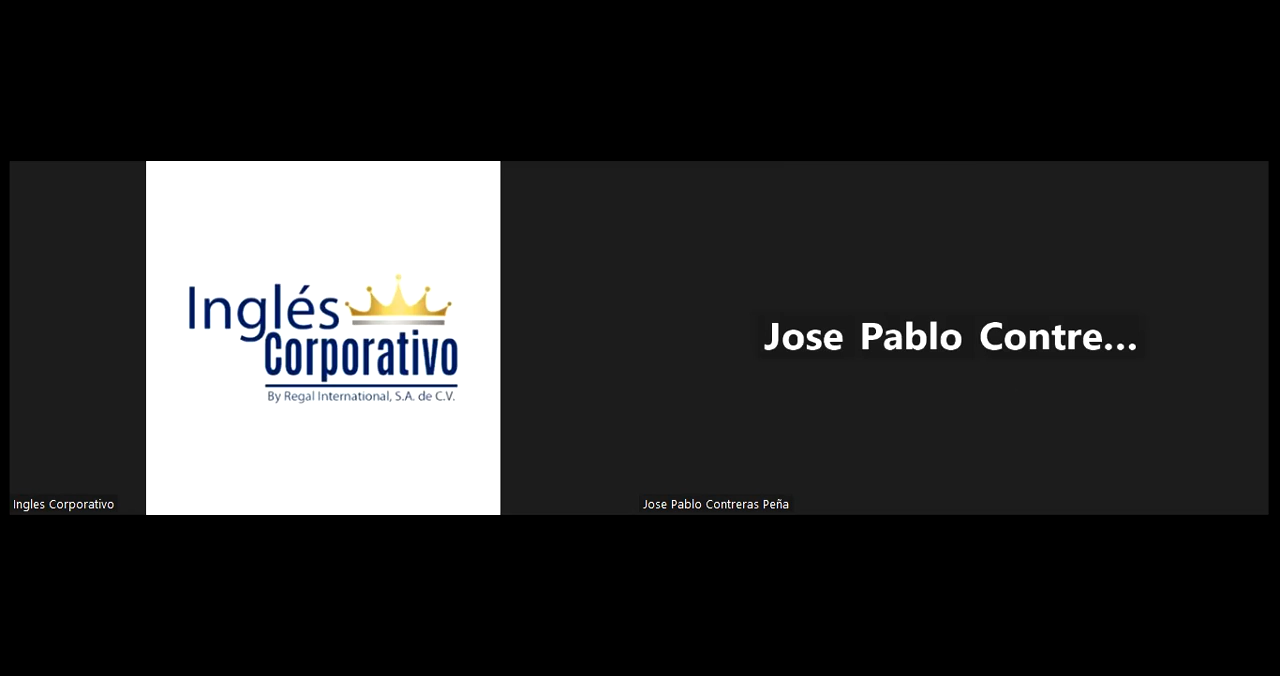 Inglés
Corporativo
By Regal International, S.A. de C.V.
Ingles Corporativo
Jose Pablo Contre...
Jose Pablo Contreras Peña